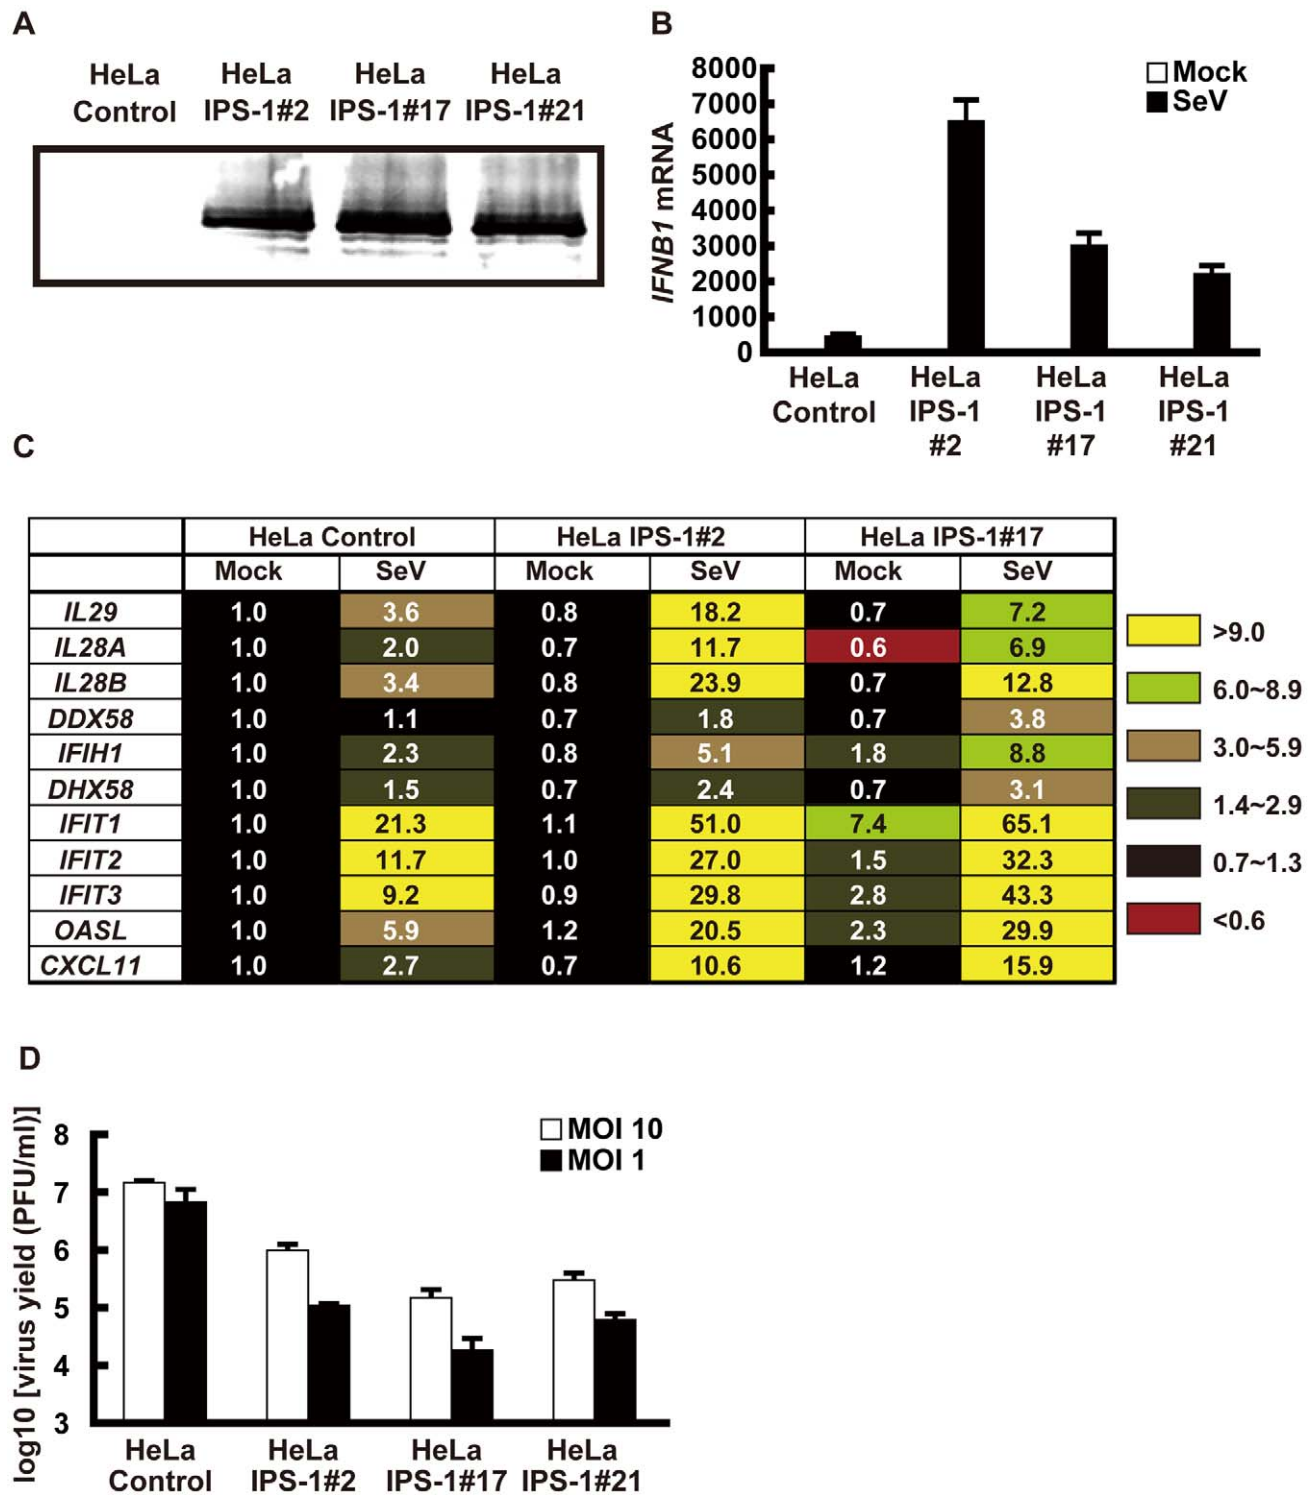 A
HeLa Control
HeLa IPS-1#2
HeLa IPS-1#17
HeLa IPS-1#21
B
IFNB1 mRNA
8000
7000
6000
5000
4000
3000
2000
1000
0
Mock
SeV
HeLa Control
HeLa IPS-1 #2
HeLa IPS-1 #17
HeLa IPS-1 #21
C
HeLa Control HeLa IPS-1#2 HeLa IPS-1#17
Mock SeV Mock SeV Mock SeV
IL29 1.0 3.6 0.8 18.2 0.7 7.2
IL28A 1.0 2.0 0.7 11.7 0.6 6.9
IL28B 1.0 3.4 0.8 23.9 0.7 12.8
DDX58 1.0 1.1 0.7 1.8 0.7 3.8
IFIH1 1.0 2.3 0.8 5.1 1.8 8.8
DHX58 1.0 1.5 0.7 2.4 0.7 3.1
IFIT1 1.0 21.3 1.1 51.0 7.4 65.1
IFIT2 1.0 11.7 1.0 27.0 1.5 32.3
IFIT3 1.0 9.2 0.9 29.8 2.8 43.3
OASL 1.0 5.9 1.2 20.5 2.3 29.9
CXCL11 1.0 2.7 0.7 10.6 1.2 15.9
>9.0
6.0~8.9
3.0~5.9
1.4~2.9
0.7~1.3
<0.6
D
log10 [virus yield (PFU/ml)]
8
7
6
5
4
3
MOI 10
MOI 1
HeLa Control
HeLa IPS-1#2
HeLa IPS-1#17
HeLa IPS-1#21